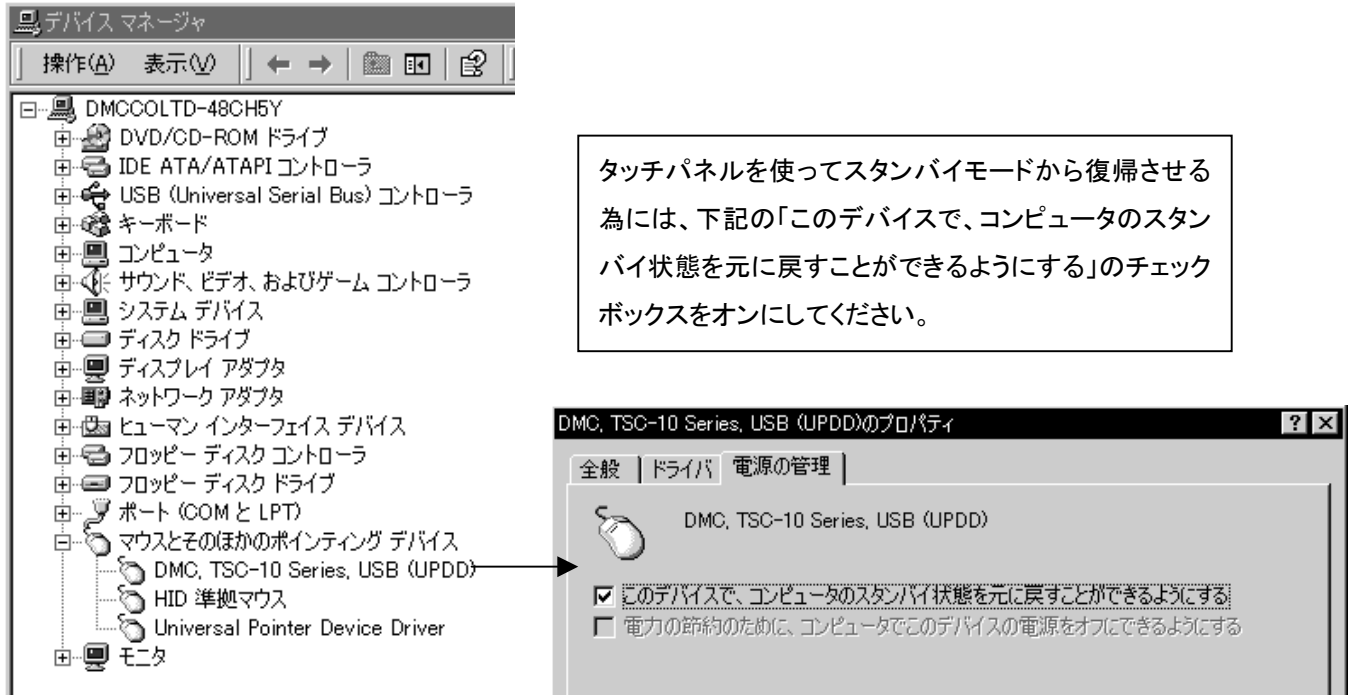 デバイス マネージャ
操作(A) 表示(V)
DMCCOLTD-48CH5Y
DVD/CD-ROM ドライブ
IDE ATA/ATAPI コントローラ
USB (Universal Serial Bus) コントローラ
キーボード
コンピュータ
サウンド、ビデオ、およびゲーム コントローラ
システム デバイス
ディスク ドライブ
ディスプレイ アダプタ
ネットワーク アダプタ
ヒューマン インターフェイス デバイス
フロッピー ディスク コントローラ
フロッピー ディスク ドライブ
ポート (COM と LPT)
マウスとそのほかのポインティング デバイス
DMC, TSC-10 Series, USB (UPDD)
HID 準拠マウス
Universal Pointer Device Driver
モニタ
タッチパネルを使ってスタンバイモードから復帰させる
為には、下記の「このデバイスで、コンピュータのスタン
バイ状態を元に戻すことができるようにする」のチェック
ボックスをオンにしてください。
DMC, TSC-10 Series, USB (UPDD)のプロパティ
全般 ドライバ 電源の管理
DMC, TSC-10 Series, USB (UPDD)
このデバイスで、コンピュータのスタンバイ状態を元に戻すことができるようにする
電力の節約のために、コンピュータでこのデバイスの電源をオフにできるようにする